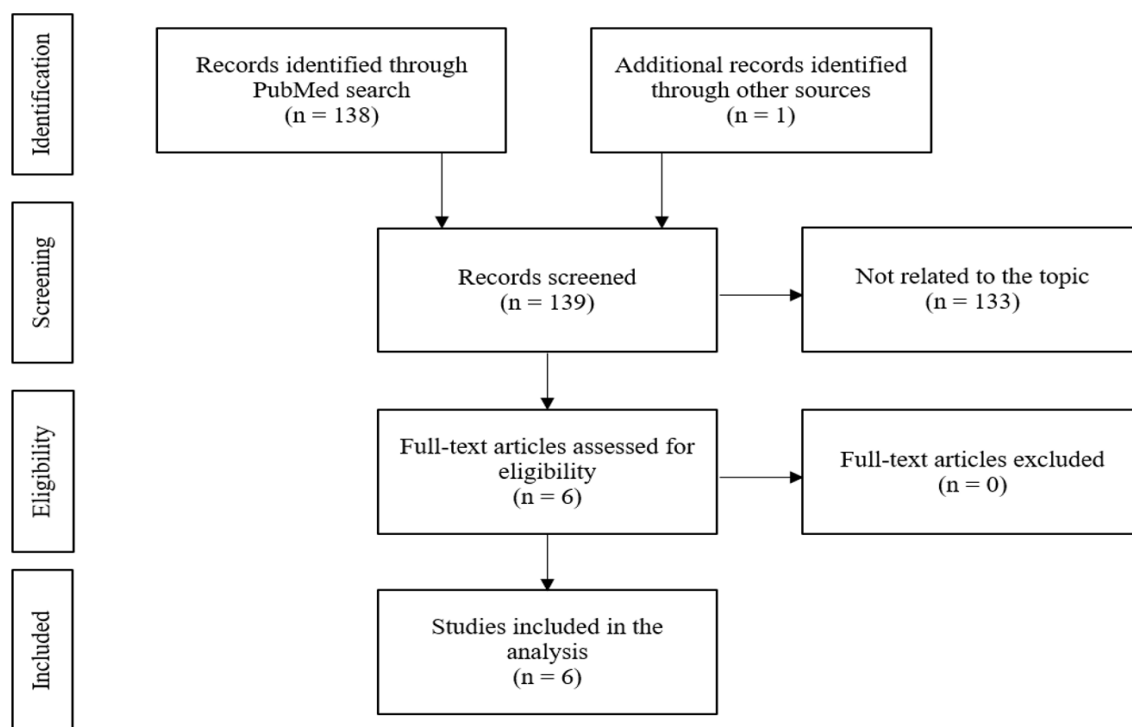 Identification
Records identified through
PubMed search
(n = 138)
Additional records identified
through other sources
(n = 1)
Screening
Records screened
(n = 139)
Not related to the topic
(n = 133)
Eligibility
Full-text articles assessed for
eligibility
(n = 6)
Full-text articles excluded
(n = 0)
Included
Studies included in the
analysis
(n = 6)